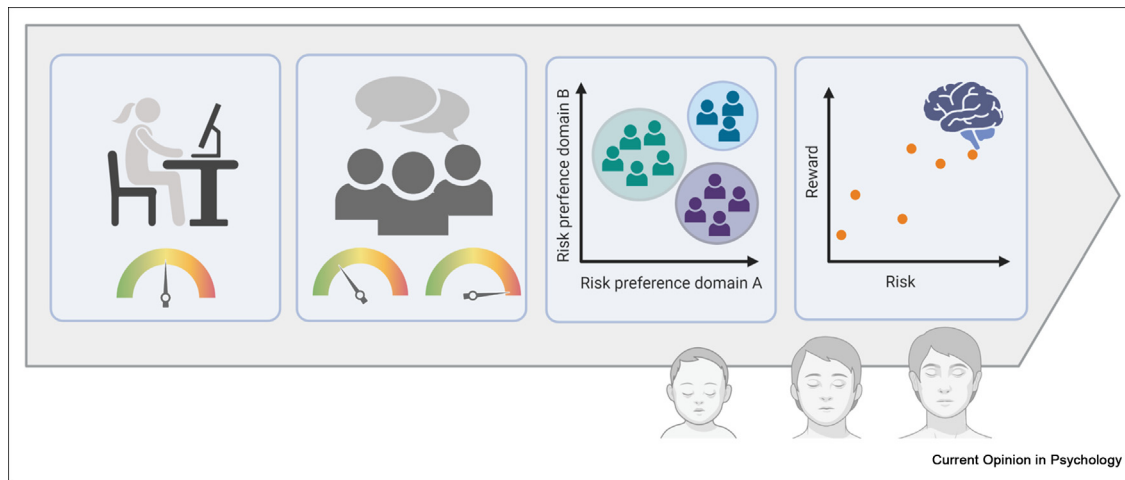 Risk prerfence domain B
Risk preference domain A
Reward
Risk
Current Opinion in Psychology